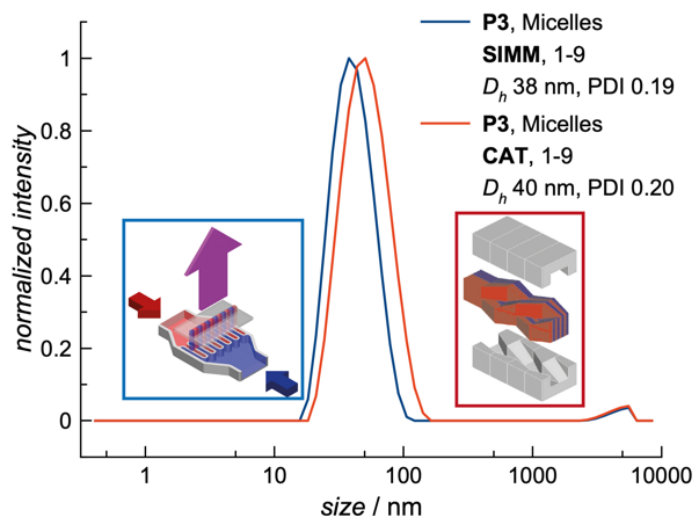 P3, Micelles
SIMM, 1-9
Dh 38 nm, PDI 0.19
P3, Micelles
CAT, 1-9
Dh 40 nm, PDI 0.20
normalized intensity
1
0.8
0.6
0.4
0.2
0
1 10 100 1000 10000
size / nm